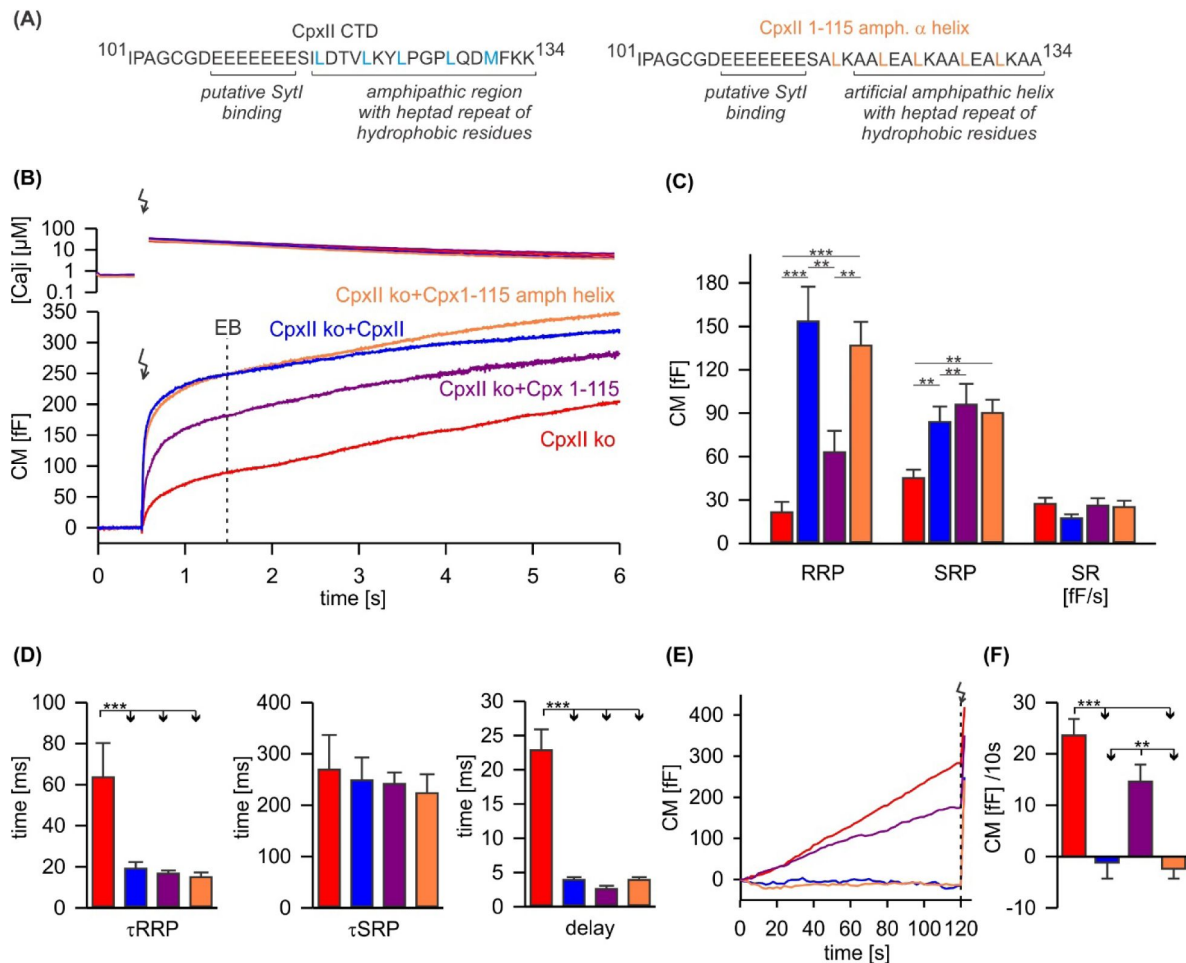 (A)
CpxII CTD
CpxII 1-115 amph. α helix
101IPAGCGDEEEEEEESILDTVLKYLPGPLQDMFKK134
101IPAGCGDEEEEEEESALKAALEALKAALEALKAA134
putative SytI
binding
amphipathic region
with heptad repeat of
hydrophobic residues
putative SytI
binding
artificial amphipathic helix
with heptad repeat of
hydrophobic residues
(B)
[Ca]i [µM]
100
10
1
0.1
CM [fF]
350
300
250
200
150
100
50
0
EB
CpxII ko+Cpx1-115 amph helix
CpxII ko+CpxII
CpxII ko+Cpx 1-115
CpxII ko
0 1 2 3 4 5 6
time [s]
(C)
CM [fF]
180
150
120
90
60
30
0
***
**
*** **
**
** **
RRP SRP SR
[fF/s]
(D)
time [ms]
100
80
60
40
20
0
***
τRRP
time [ms]
400
300
200
100
0
τSRP
time [ms]
30
25
20
15
10
5
0
***
delay
(E)
CM [fF]
400
300
200
100
0
0 20 40 60 80 100 120
time [s]
(F)
CM [fF] /10s
30
20
10
0
-10
***
**